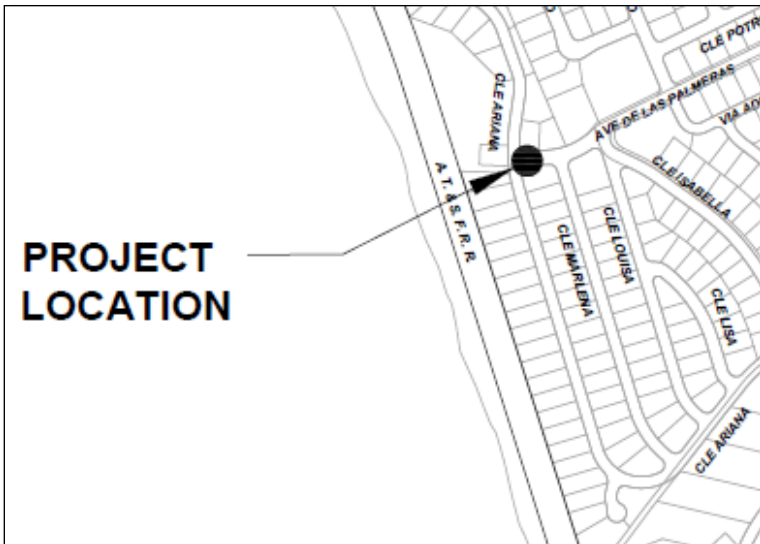 CLE POTR
AVE DE LAS PALMERAS
CLE ARIANA
VIA AD
CLE ISABELLA
A. T. & S. F. R. R.
CLE LOUISA
CLE MARLENA
PROJECT
LOCATION
CLE LISA
CLE ARIANA